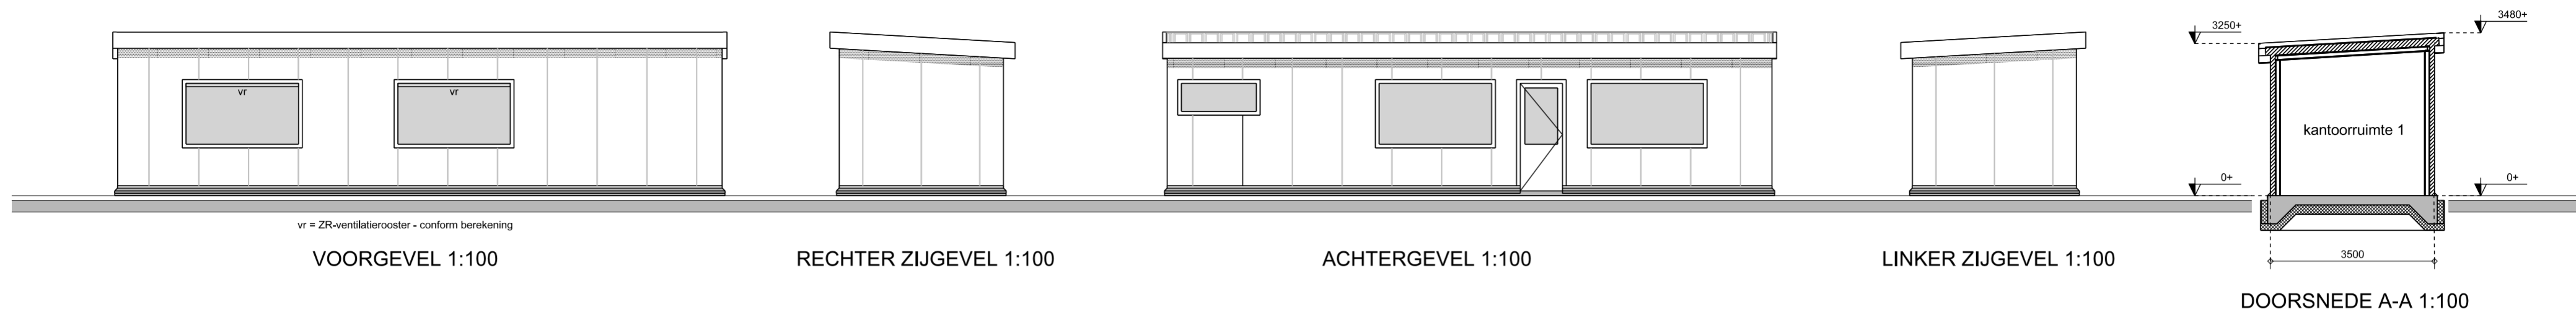 vr
vr
vr = ZR-ventilatierooster - conform berekening
VOORGEVEL 1:100
RECHTER ZIJGEVEL 1:100
ACHTERGEVEL 1:100
LINKER ZIJGEVEL 1:100
3250+
3480+
kantoorruimte 1
0+
0+
3500
DOORSNEDE A-A 1:100